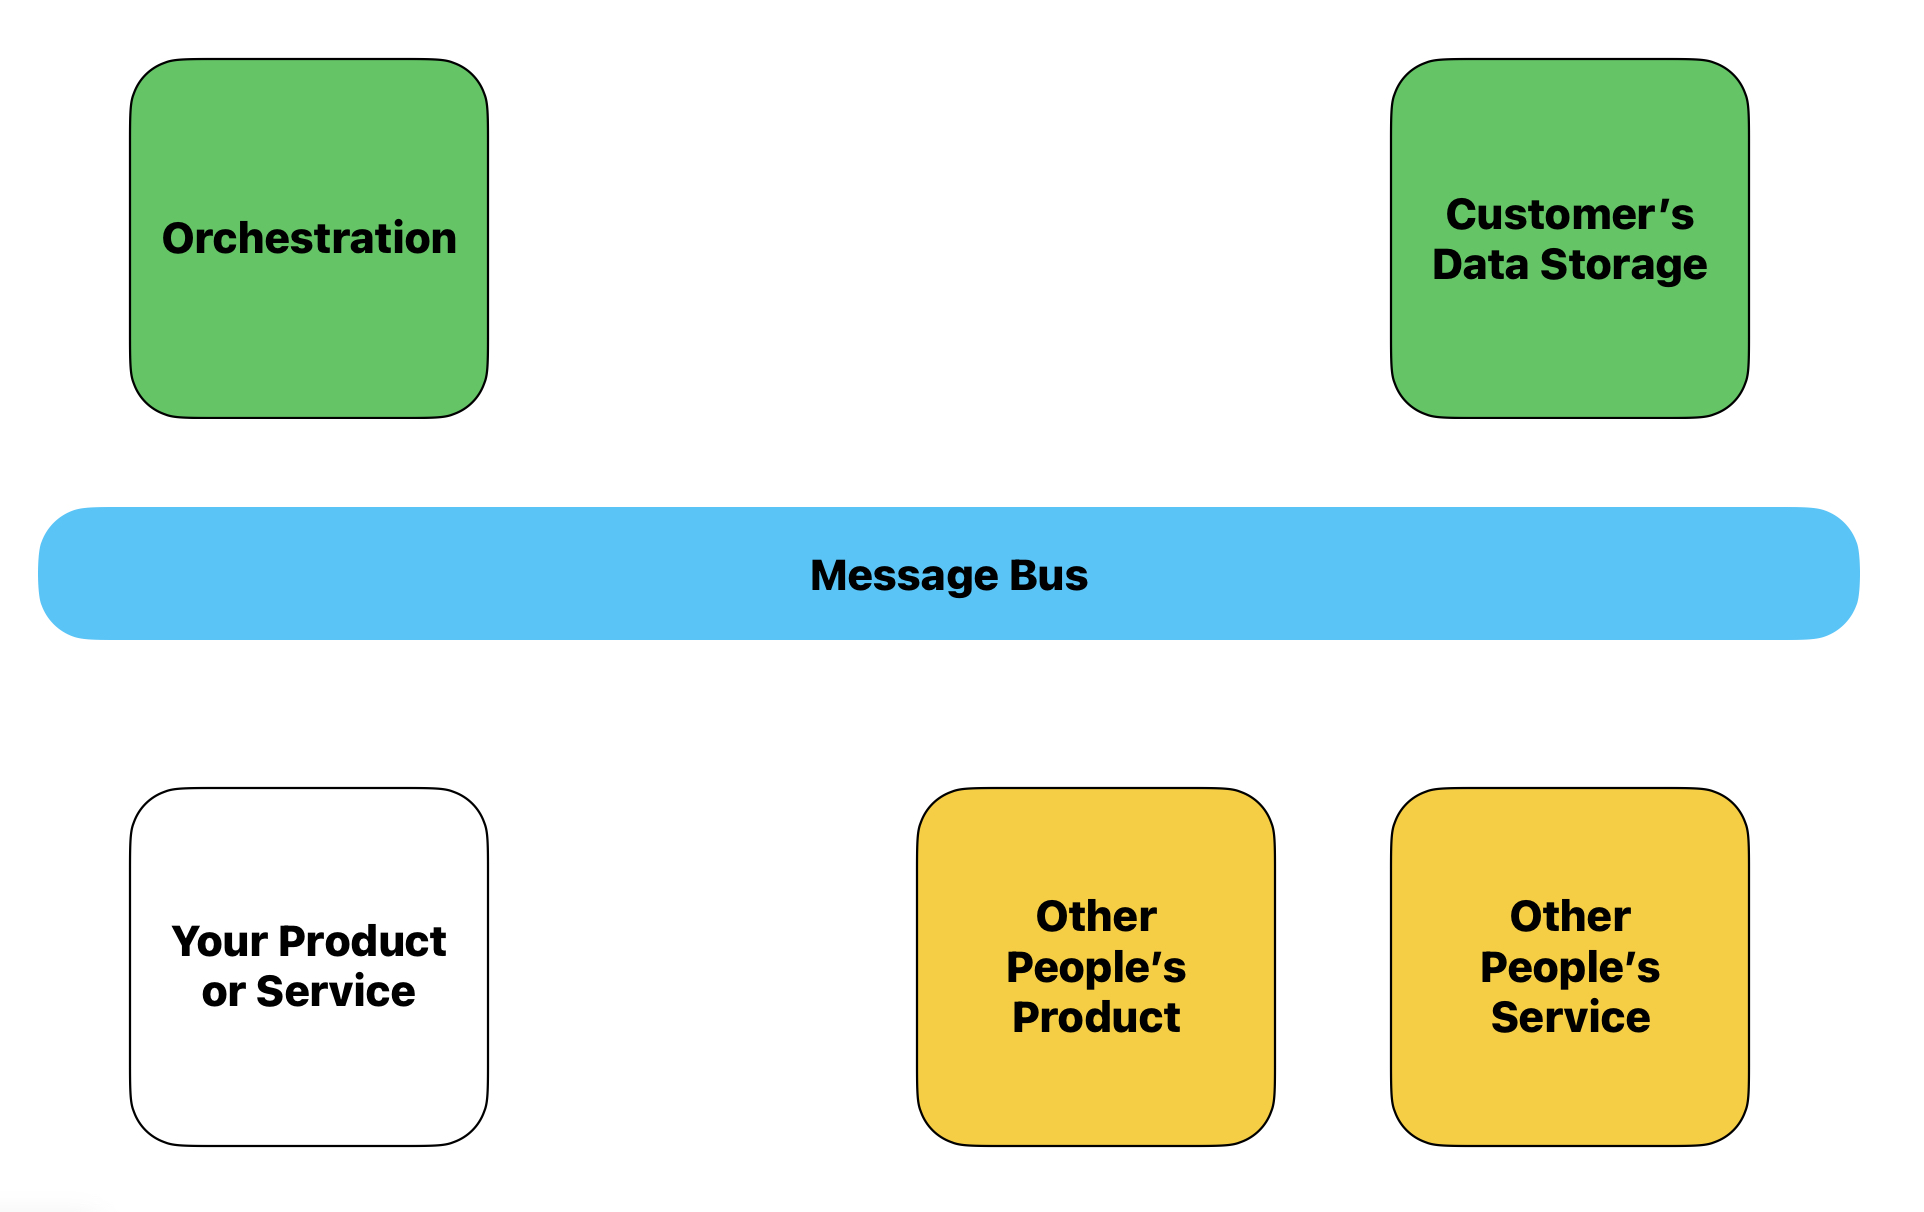 Orchestration
Customer’s
Data Storage
Message Bus
Your Product
or Service
Other
People’s
Product
Other
People’s
Service